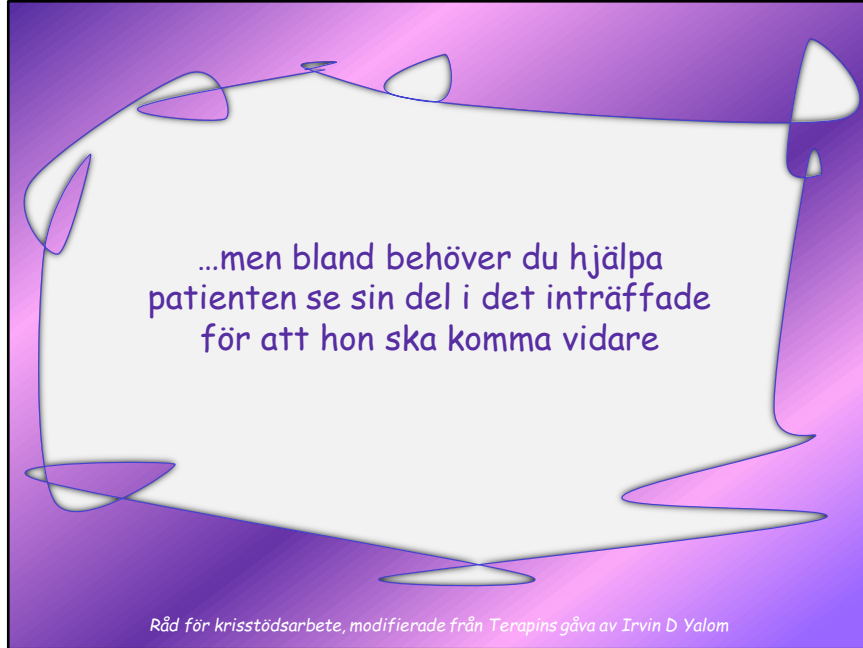 …men bland behöver du hjälpa
patienten se sin del i det inträffade
för att hon ska komma vidare
Råd för krisstödsarbete, modifierade från Terapins gåva av Irvin D Yalom